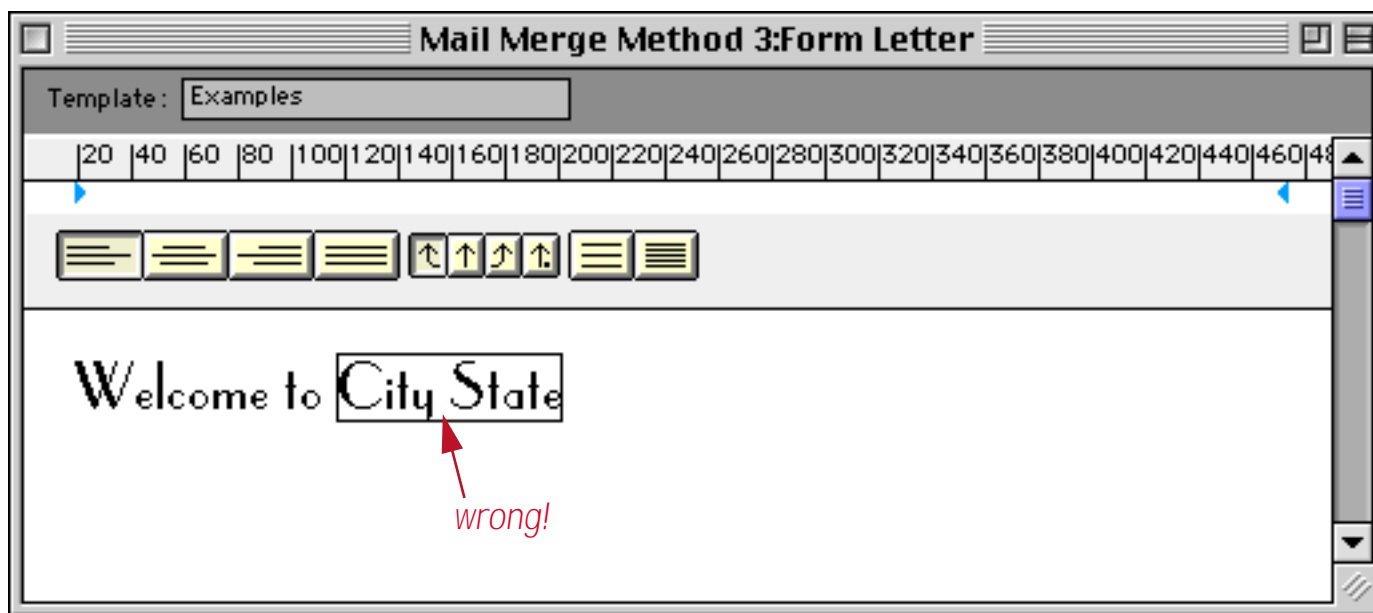 Mail Merge Method 3:Form Letter
Template: Examples
20 40 60 80 100 120 140 160 180 200 220 240 260 280 300 320 340 360 380 400 420 440 460 48
Welcome to City State
wrong!